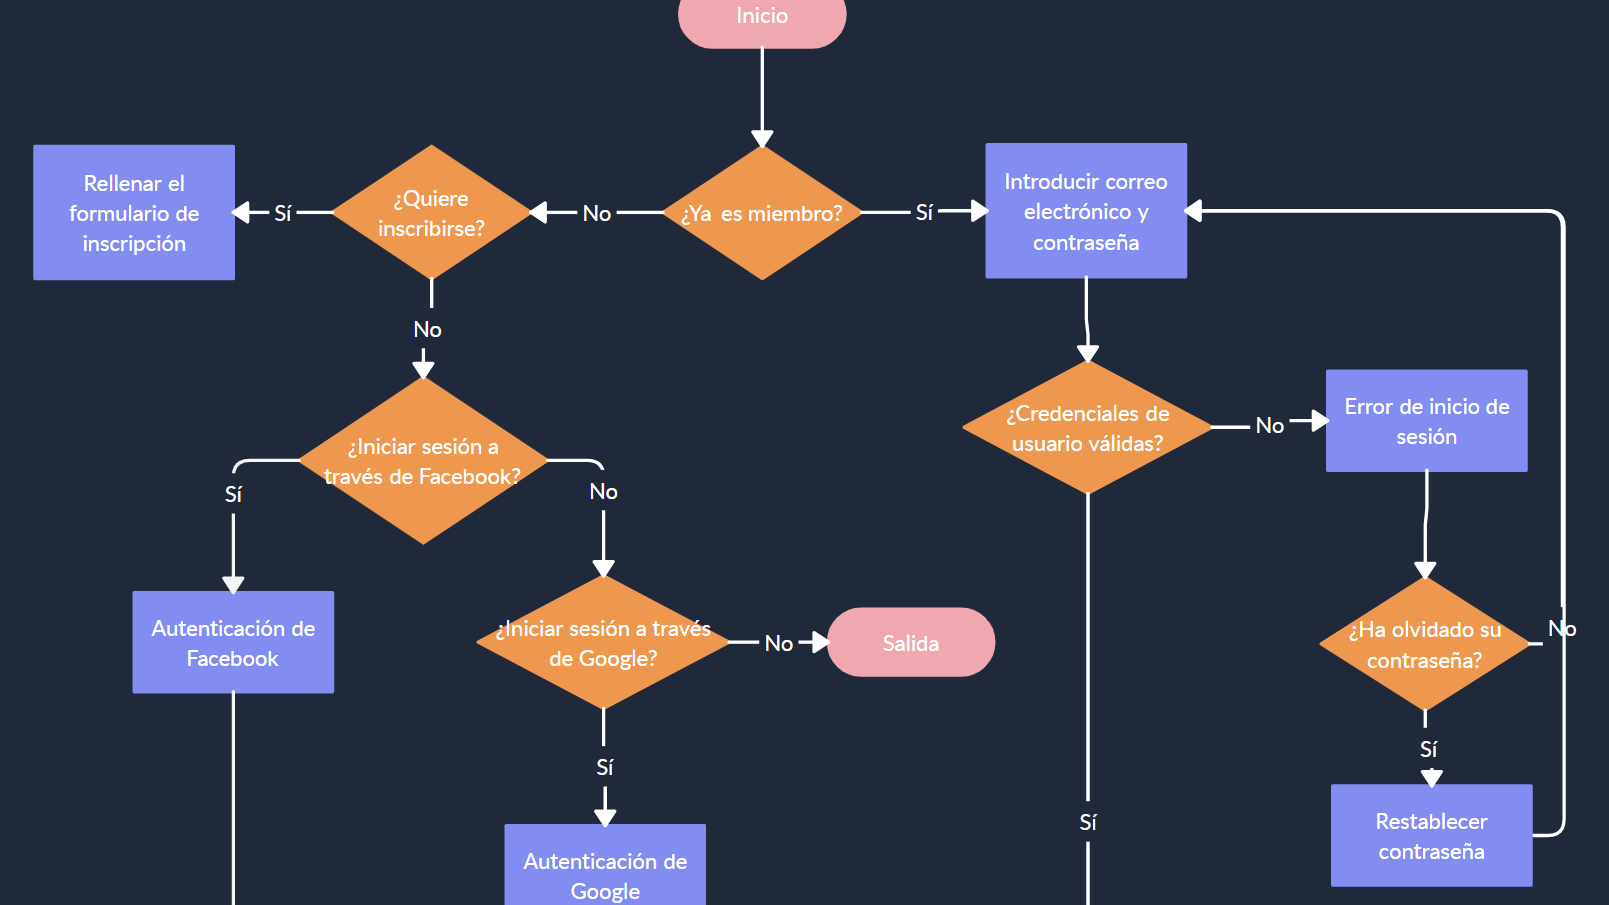 Inicio
Rellenar el
formulario de
inscripción
Sí
¿Quiere
inscribirse?
No
¿Ya es miembro?
Sí
Introducir correo
electrónico y
contraseña
No
¿Iniciar sesión a
través de Facebook?
¿Credenciales de
usuario válidas?
No
Error de inicio de
sesión
Sí
No
Autenticación de
Facebook
¿Iniciar sesión a través
de Google?
No
Salida
¿Ha olvidado su
contraseña?
No
Sí
Sí
Sí
Autenticación de
Google
Restablecer
contraseña